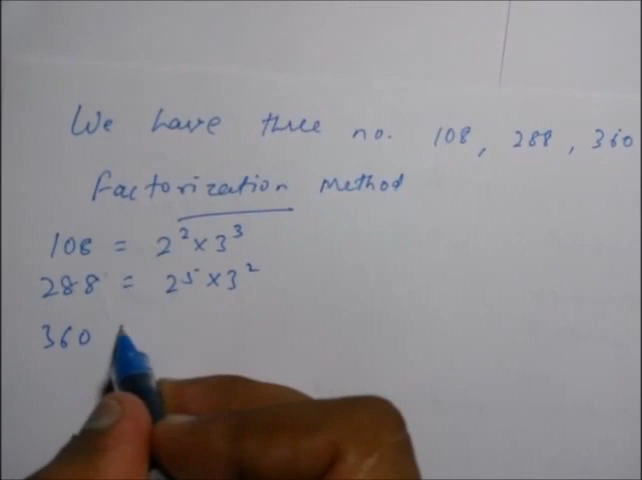 We have three no. 108, 288, 360
Factorization Method
108 = 2² × 3³
288 = 2⁵ × 3²
360